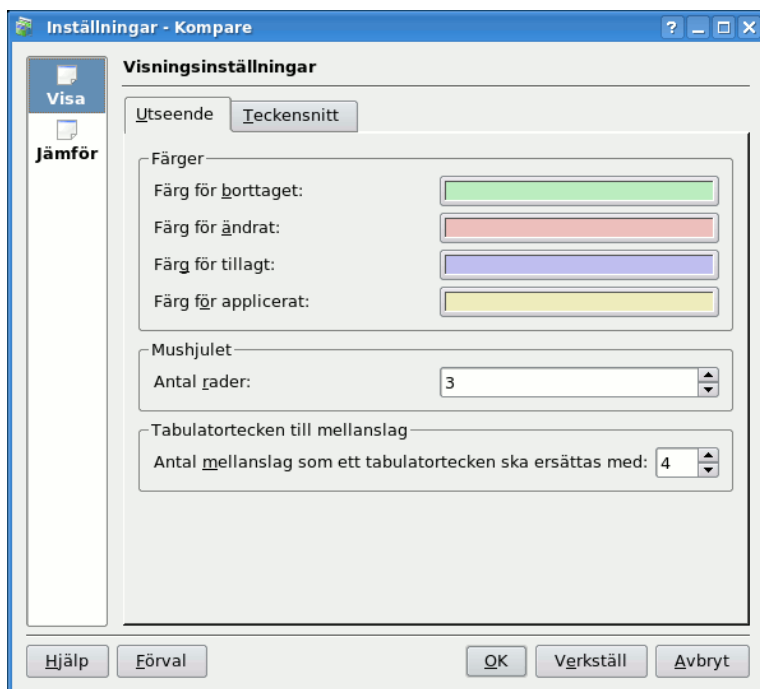 Inställningar - Kompare
Visa
Jämför
Visningsinställningar
Utseende
Teckensnitt
Färger
Färg för borttaget:
Färg för ändrat:
Färg för tillagt:
Färg för applicerat:
Mushjulet
Antal rader:
3
Tabulatortecken till mellanslag
Antal mellanslag som ett tabulatortecken ska ersättas med:
4
Hjälp
Förval
OK
Verkställ
Avbryt